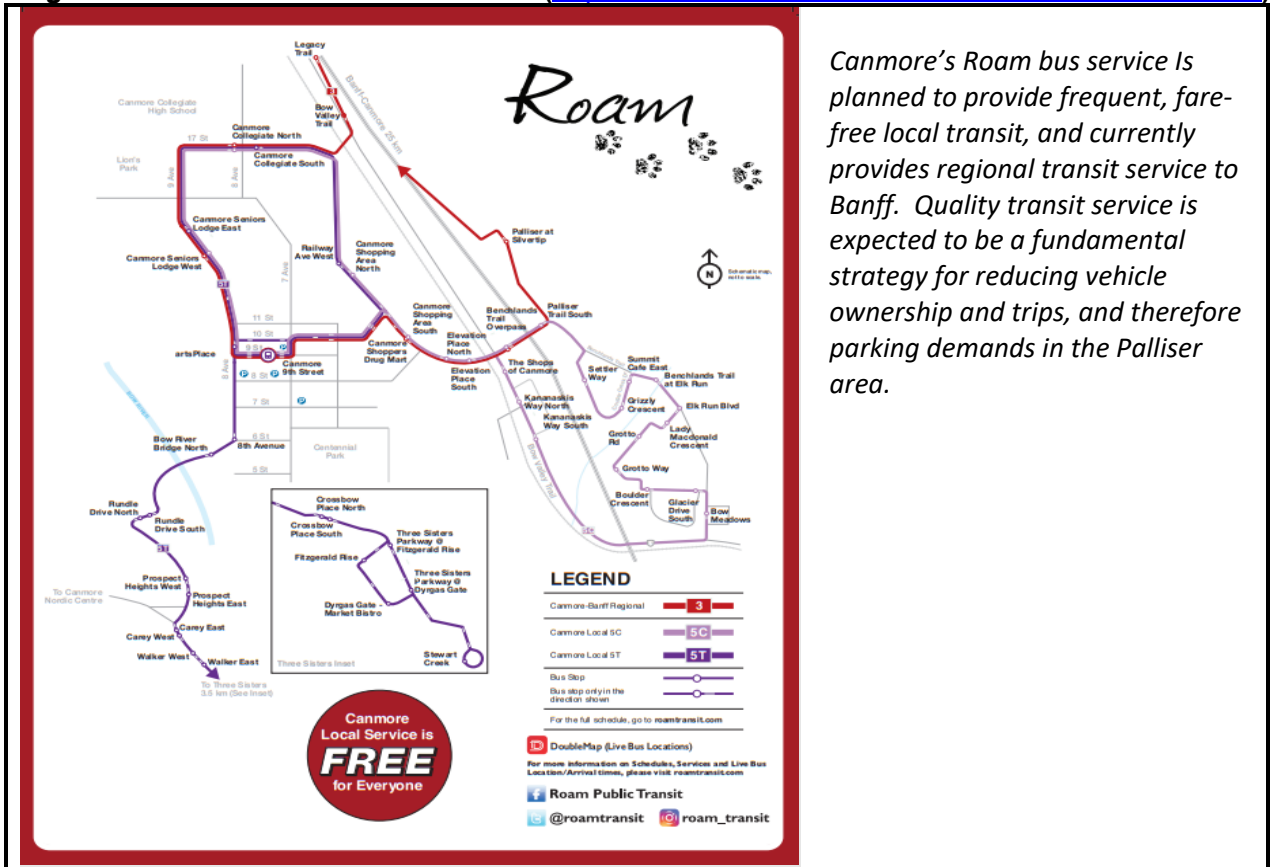 Legacy
Trail
Bow
Valley
Trail
3
Banff-Canmore 25 km
Roam
Canmore Collegiate
High School
17 St
Canmore
Collegiate North
Canmore
Collegiate South
Lion's
Park
9 Ave
8 Ave
Canmore Seniors
Lodge East
Canmore Seniors
Lodge West
5T
7 Ave
Railway
Ave West
Canmore
Shopping
Area
North
Palliser at
Silvertip
N
Schematic map,
not to scale.
11 St
10 St
9 St
artsPlace
8 Ave
P
Canmore
9th Street
P
8 St
P
7 St
P
Canmore
Shoppers
Drug Mart
Canmore
Shopping
Area
South
Elevation
Place
North
Elevation
Place
South
Benchlands
Trail
Overpass
Palliser
Trail South
The Shops
of Canmore
Settler
Way
Summit
Cafe East
Benchlands Trail
at Elk Run
Grizzly
Crescent
Elk Run Blvd
Kananaskis
Way North
Kananaskis
Way South
Grotto
Rd
Lady
Macdonald
Crescent
Grotto Way
Bow Valley Trail
Boulder
Crescent
Glacier
Drive
South
Bow
Meadows
Bow River
Bridge North
6 St
8th Avenue
5 St
Centennial
Park
Rundle
Drive North
Rundle
Drive South
5T
Prospect
Heights West
To Canmore
Nordic Centre
Prospect
Heights East
Carey East
Carey West
Walker West
Walker East
To Three Sisters
3.5 km (See Inset)
Crossbow
Place North
Crossbow
Place South
Three Sisters
Parkway @
Fitzgerald Rise
Fitzgerald Rise
Three Sisters
Parkway @
Dyrgas Gate
Dyrgas Gate -
Market Bistro
Stewart
Creek
Three Sisters Inset
LEGEND
Canmore-Banff Regional 3
Canmore Local 5C 5C
Canmore Local 5T 5T
Bus Stop
Bus stop only in the
direction shown
For the full schedule, go to roamtransit.com
DoubleMap (Live Bus Locations)
For more information on Schedules, Services and Live Bus
Location/Arrival times, please visit roamtransit.com
Roam Public Transit
@roamtransit roam_transit
Canmore
Local Service is
FREE
for Everyone
Canmore's Roam bus service Is
planned to provide frequent, fare-
free local transit, and currently
provides regional transit service to
Banff. Quality transit service is
expected to be a fundamental
strategy for reducing vehicle
ownership and trips, and therefore
parking demands in the Palliser
area.